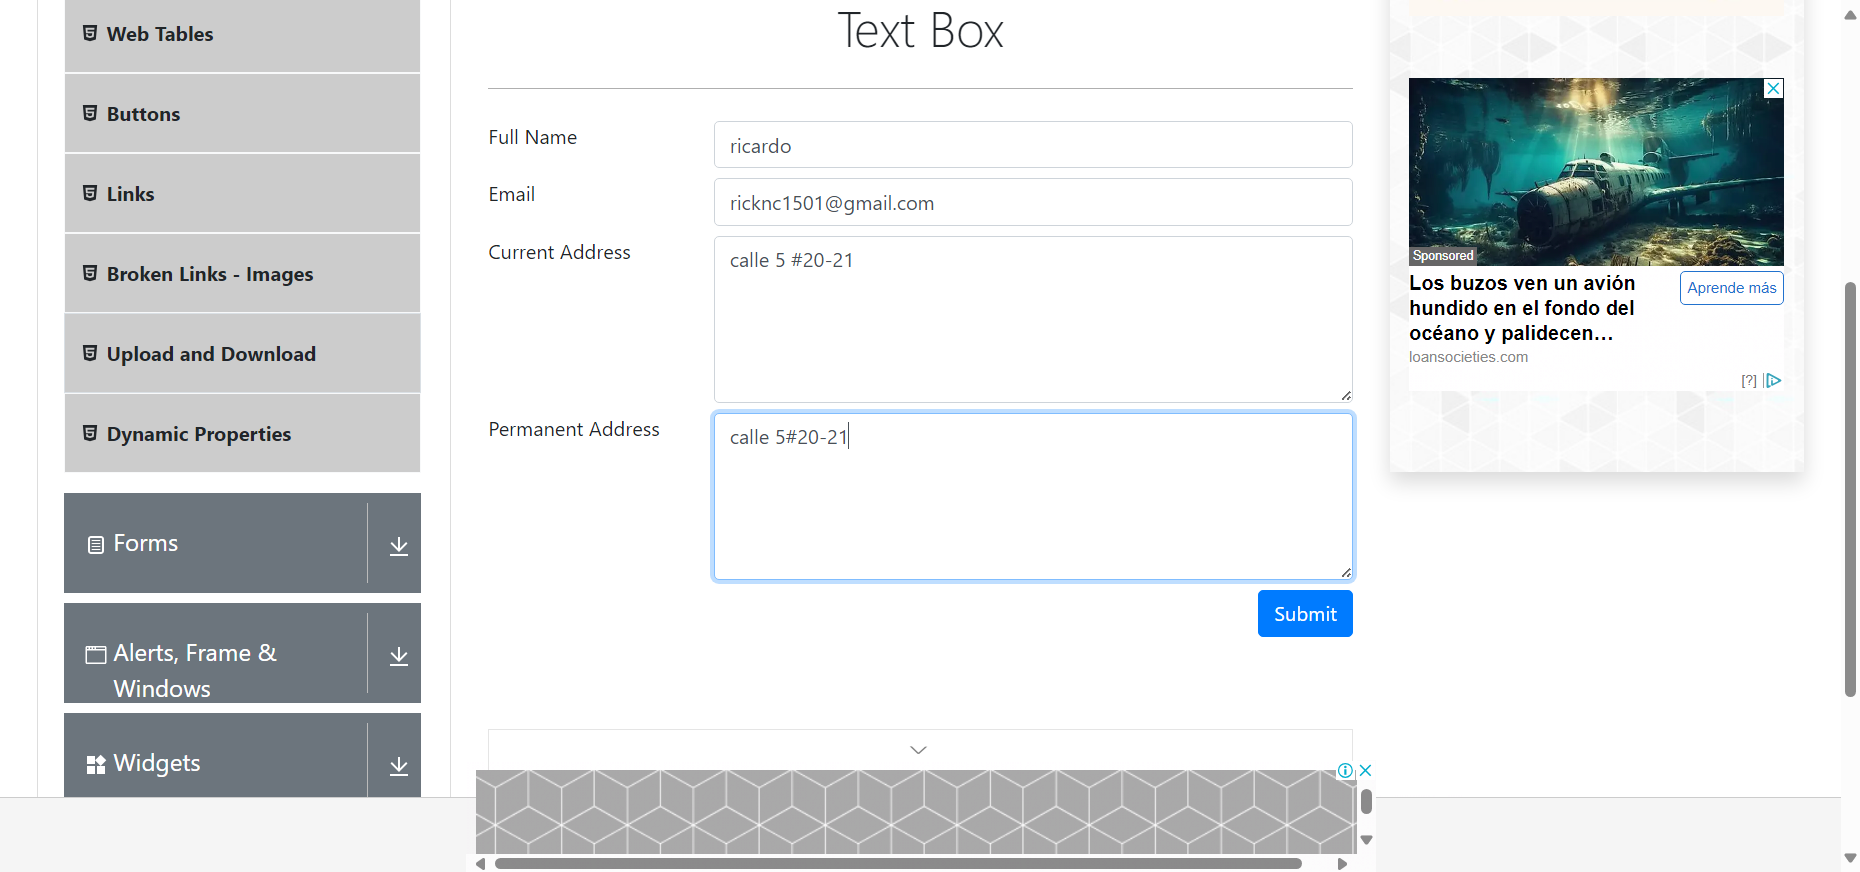 Web Tables
Buttons
Links
Broken Links - Images
Upload and Download
Dynamic Properties
Forms
Alerts, Frame &
Windows
Widgets
Text Box
Full Name
ricardo
Email
ricknc1501@gmail.com
Current Address
calle 5 #20-21
Permanent Address
calle 5#20-21
Submit
Sponsored
Los buzos ven un avión
hundido en el fondo del
océano y palidecen...
Aprende más
loansocieties.com
[?]